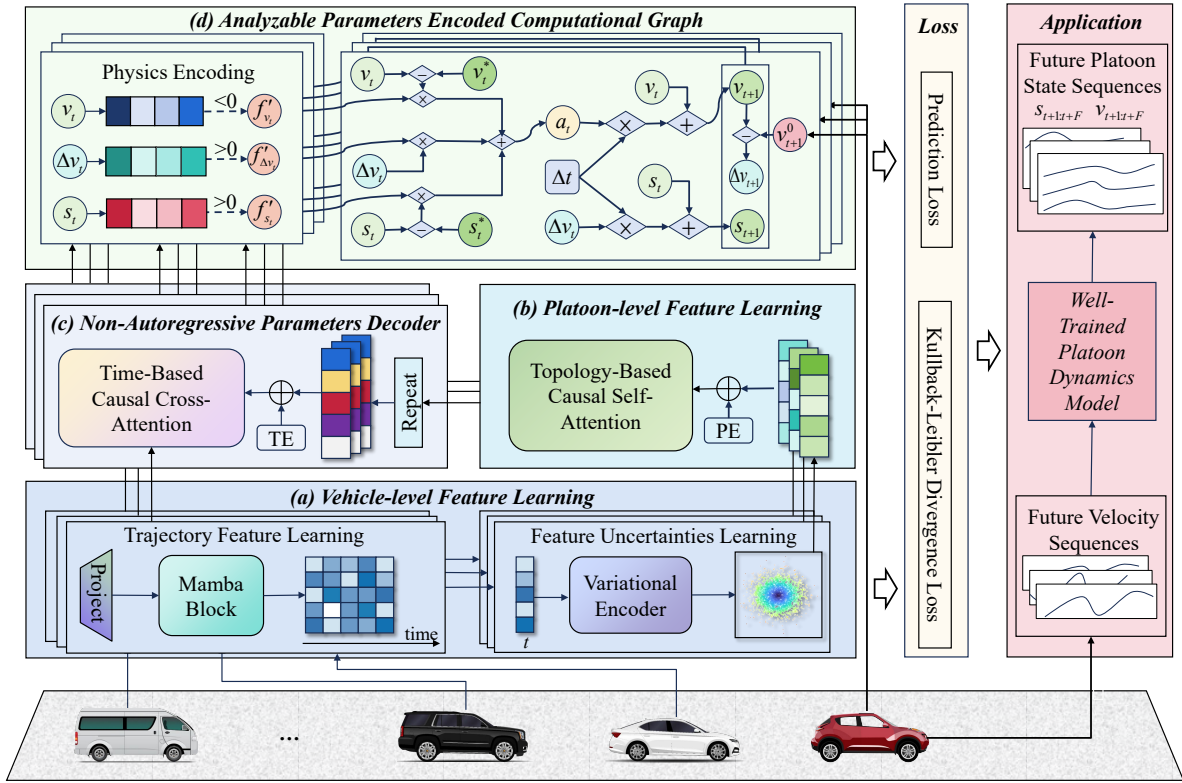 (d) Analyzable Parameters Encoded Computational Graph
Physics Encoding
v_t
<0
f'_{v_t}
Δv_t
>0
f'_{Δv_t}
s_t
>0
f'_{s_t}
v_t
−
v_t^*
×
×
Δv_t
×
s_t
−
s_t^*
+
a_t
Δt
v_t
×
+
v_{t+1}
−
v_{t+1}^0
Δv_{t+1}
s_t
Δv_t
×
+
s_{t+1}
(c) Non-Autoregressive Parameters Decoder
Time-Based
Causal Cross-
Attention
TE
Repeat
(b) Platoon-level Feature Learning
Topology-Based
Causal Self-
Attention
PE
(a) Vehicle-level Feature Learning
Trajectory Feature Learning
Project
Mamba
Block
time
Feature Uncertainties Learning
t
Variational
Encoder
...
Loss
Prediction Loss
Kullback-Leibler Divergence Loss
Application
Future Platoon
State Sequences
s_{t+1:t+F} v_{t+1:t+F}
Well-
Trained
Platoon
Dynamics
Model
Future Velocity
Sequences